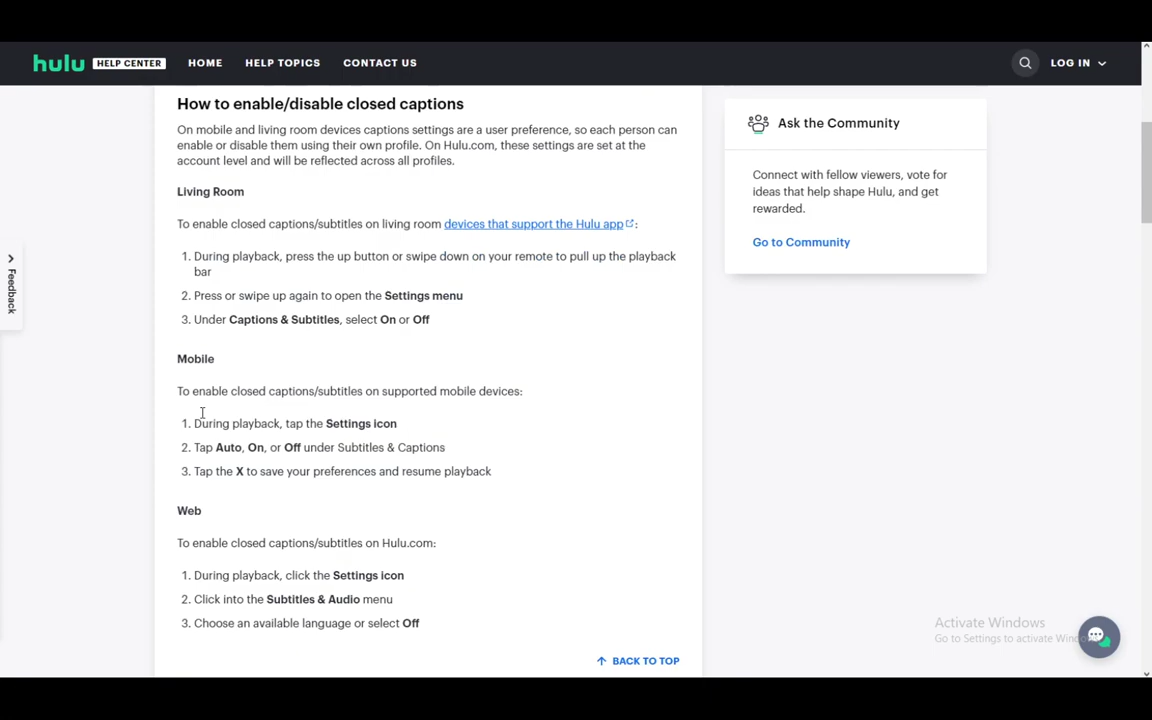 hulu HELP CENTER HOME HELP TOPICS CONTACT US LOG IN
How to enable/disable closed captions
On mobile and living room devices captions settings are a user preference, so each person can
enable or disable them using their own profile. On Hulu.com, these settings are set at the
account level and will be reflected across all profiles.
Living Room
To enable closed captions/subtitles on living room devices that support the Hulu app:
1. During playback, press the up button or swipe down on your remote to pull up the playback
bar
2. Press or swipe up again to open the Settings menu
3. Under Captions & Subtitles, select On or Off
Mobile
To enable closed captions/subtitles on supported mobile devices:
1. During playback, tap the Settings icon
2. Tap Auto, On, or Off under Subtitles & Captions
3. Tap the X to save your preferences and resume playback
Web
To enable closed captions/subtitles on Hulu.com:
1. During playback, click the Settings icon
2. Click into the Subtitles & Audio menu
3. Choose an available language or select Off
BACK TO TOP
Ask the Community
Connect with fellow viewers, vote for
ideas that help shape Hulu, and get
rewarded.
Go to Community
Feedback
Activate Windows
Go to Settings to activate